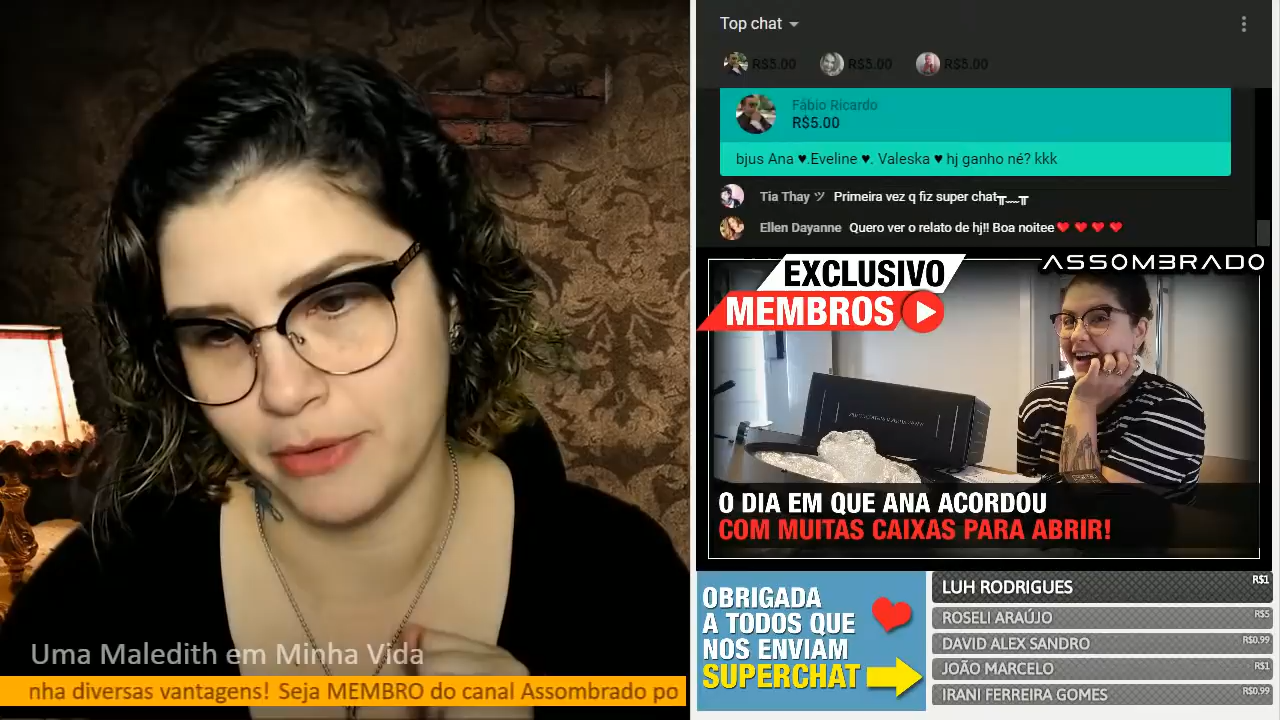 Uma Maledith em Minha Vida
nha diversas vantagens! Seja MEMBRO do canal Assombrado po
Top chat
R$5.00 R$5.00 R$5.00
Fábio Ricardo
R$5.00
bjus Ana ♥.Eveline ♥. Valeska ♥ hj ganho né? kkk
Tia Thay ツ Primeira vez q fiz super chat╥﹏╥
Ellen Dayanne Quero ver o relato de hj!! Boa noitee❤❤❤❤
ASSOMBRADO
EXCLUSIVO
MEMBROS
O DIA EM QUE ANA ACORDOU
COM MUITAS CAIXAS PARA ABRIR!
OBRIGADA
A TODOS QUE
NOS ENVIAM
SUPERCHAT
LUH RODRIGUES R$1
ROSELI ARAÚJO R$5
DAVID ALEX SANDRO R$0.99
JOÃO MARCELO R$1
IRANI FERREIRA GOMES R$0.99